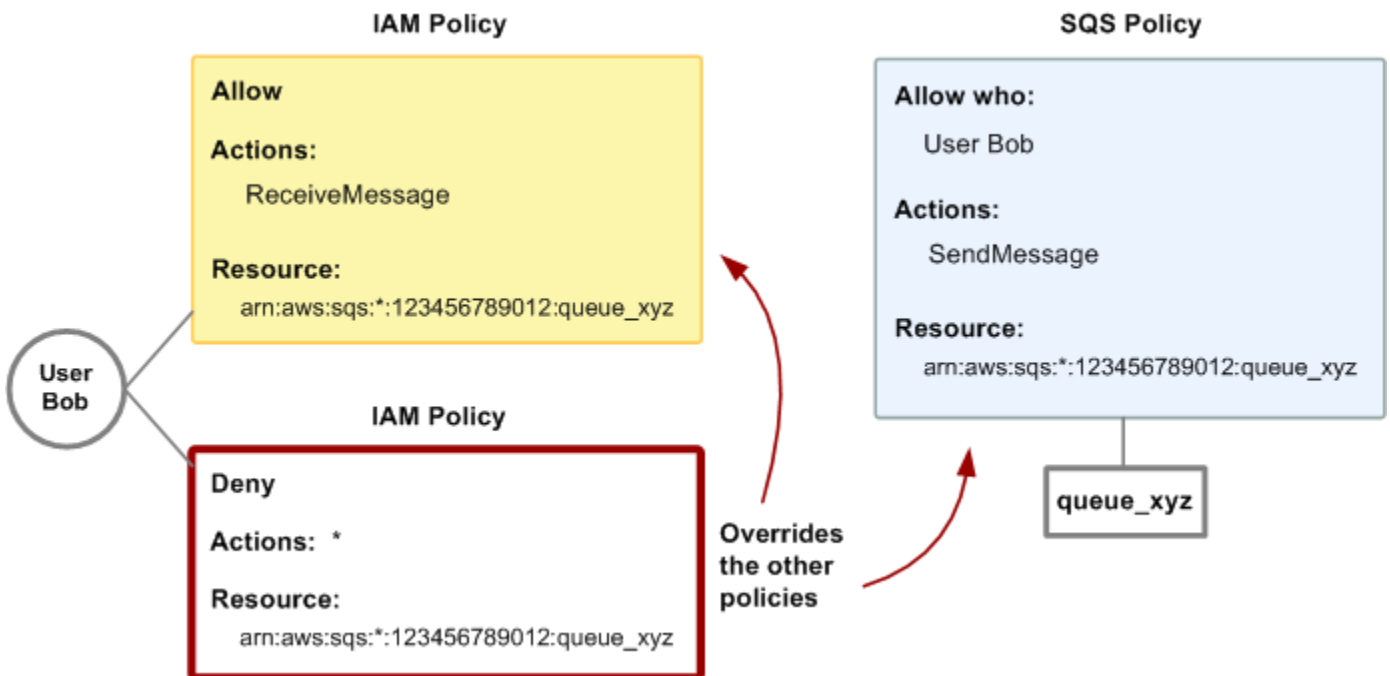 IAM Policy
Allow
Actions:
ReceiveMessage
Resource:
arn:aws:sqs:*:123456789012:queue_xyz
User
Bob
IAM Policy
Deny
Actions: *
Resource:
arn:aws:sqs:*:123456789012:queue_xyz
Overrides
the other
policies
SQS Policy
Allow who:
User Bob
Actions:
SendMessage
Resource:
arn:aws:sqs:*:123456789012:queue_xyz
queue_xyz